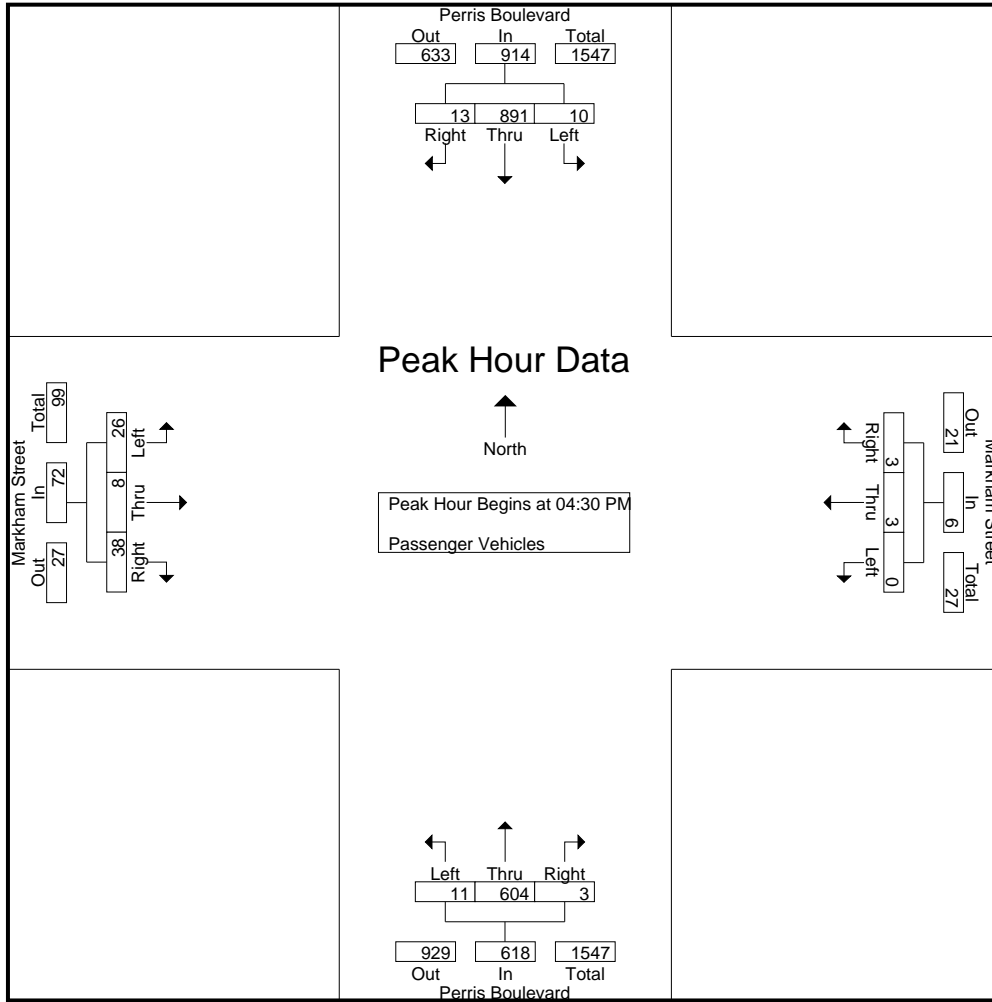 Perris Boulevard
Out In Total
633 914 1547
13 891 10
Right Thru Left
Peak Hour Data
North
Peak Hour Begins at 04:30 PM
Passenger Vehicles
Markham Street
Total In Out
99 72 27
26 8 38
Left Thru Right
Markham Street
Out In Total
21 6 27
Right Thru Left
3 3 0
Left Thru Right
11 604 3
929 618 1547
Out In Total
Perris Boulevard